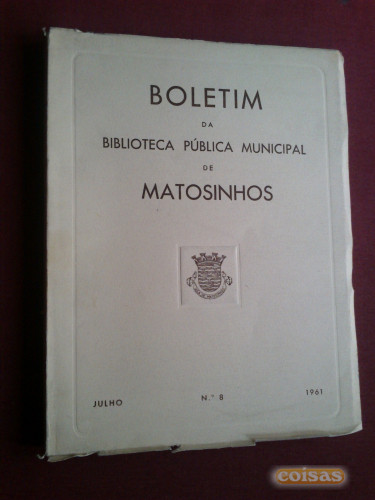 BOLETIM
DA
BIBLIOTECA PÚBLICA MUNICIPAL
DE
MATOSINHOS
JULHO N.º 8 1961
coisas